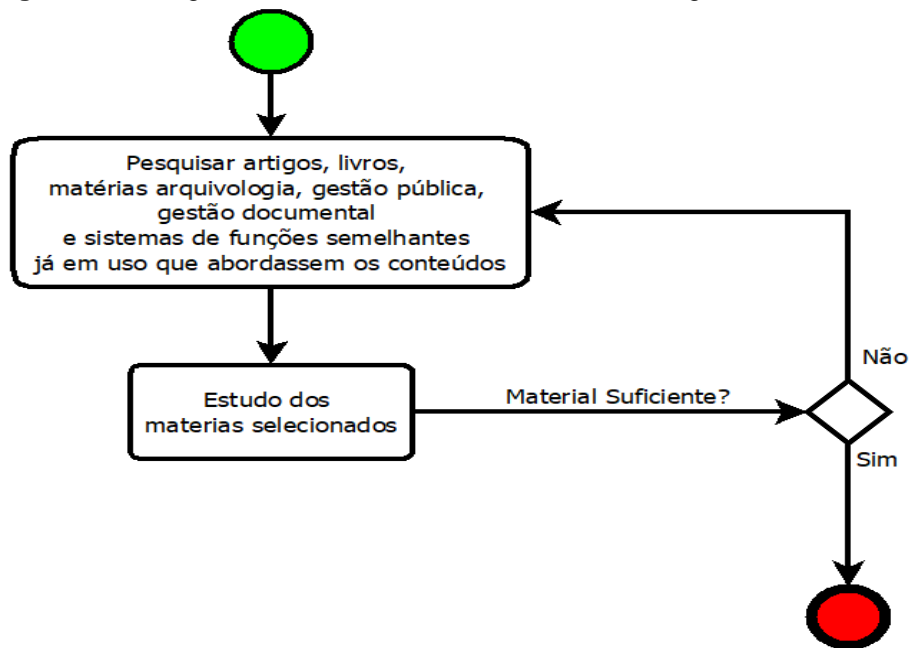 Pesquisar artigos, livros,
matérias arquivologia, gestão pública,
gestão documental
e sistemas de funções semelhantes
já em uso que abordassem os conteúdos
Não
Estudo dos
materias selecionados
Material Suficiente?
Sim